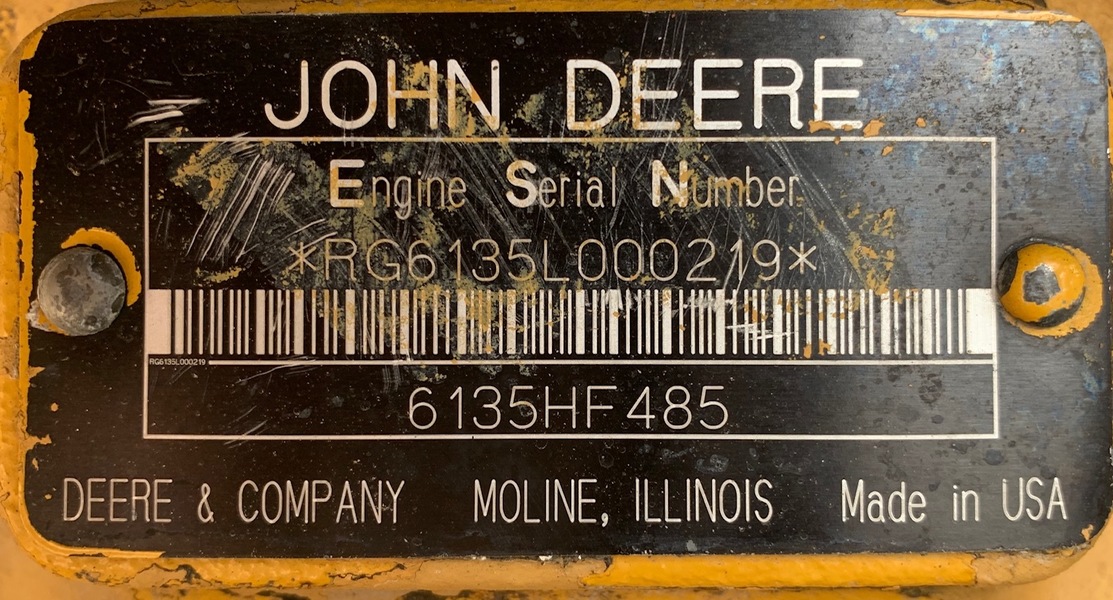 JOHN DEERE
Engine Serial Number
*RG6135L000219*
RG6135L000219
6135HF485
DEERE & COMPANY MOLINE, ILLINOIS Made in USA